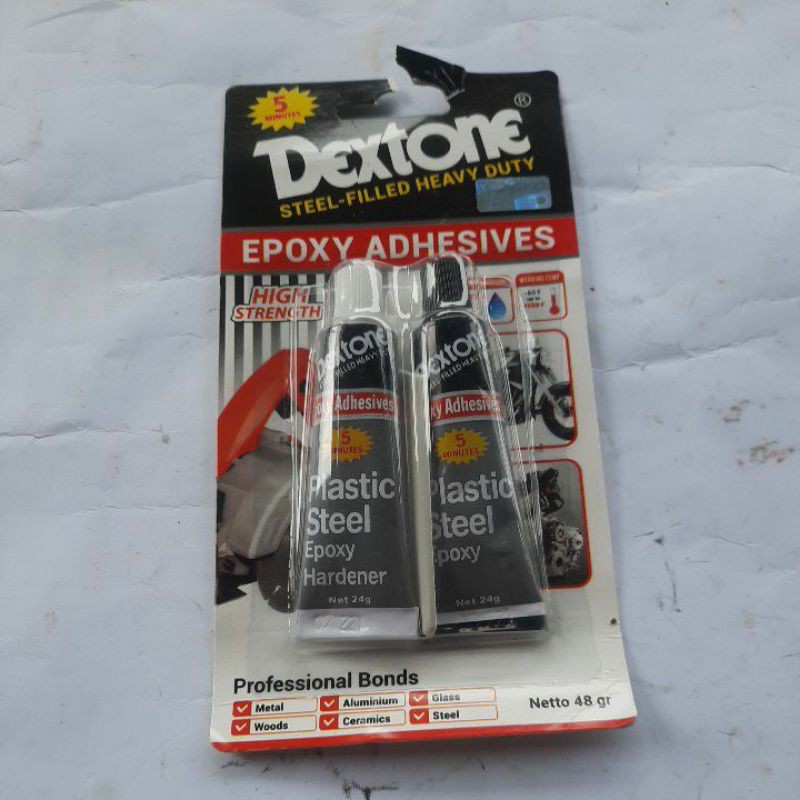 5
MINUTES
DEXTONE®
STEEL-FILLED HEAVY DUTY
EPOXY ADHESIVES
HIGH
STRENGTH
WORKING TEMP
Dextone
FILLED HEAVY
xy Adhesives
5
MINUTES
Plastic
Steel
Epoxy
Hardener
Net 24g
Dextone
FILLED HEAVY
xy Adhesives
5
MINUTES
Plastic
Steel
Epoxy
Net 24g
Professional Bonds
Metal
Aluminium
Glass
Woods
Ceramics
Steel
Netto 48 gr